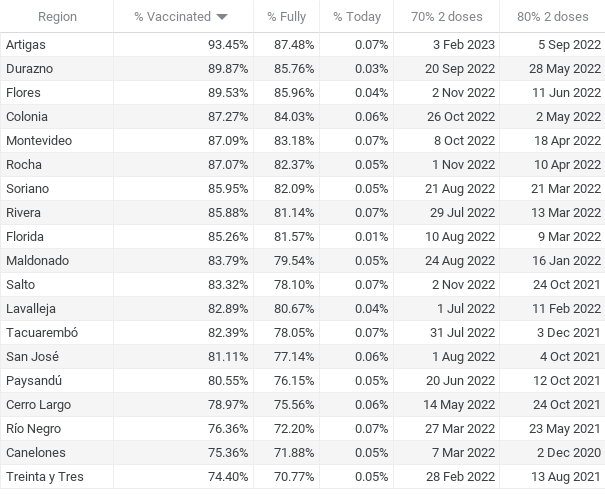 Region % Vaccinated % Fully % Today 70% 2 doses 80% 2 doses
Artigas 93.45% 87.48% 0.07% 3 Feb 2023 5 Sep 2022
Durazno 89.87% 85.76% 0.03% 20 Sep 2022 28 May 2022
Flores 89.53% 85.96% 0.04% 2 Nov 2022 11 Jun 2022
Colonia 87.27% 84.03% 0.06% 26 Oct 2022 2 May 2022
Montevideo 87.09% 83.18% 0.07% 8 Oct 2022 18 Apr 2022
Rocha 87.07% 82.37% 0.05% 1 Nov 2022 10 Apr 2022
Soriano 85.95% 82.09% 0.05% 21 Aug 2022 21 Mar 2022
Rivera 85.88% 81.14% 0.07% 29 Jul 2022 13 Mar 2022
Florida 85.26% 81.57% 0.01% 10 Aug 2022 9 Mar 2022
Maldonado 83.79% 79.54% 0.05% 24 Aug 2022 16 Jan 2022
Salto 83.32% 78.10% 0.07% 2 Nov 2022 24 Oct 2021
Lavalleja 82.89% 80.67% 0.04% 1 Jul 2022 11 Feb 2022
Tacuarembó 82.39% 78.05% 0.07% 31 Jul 2022 3 Dec 2021
San José 81.11% 77.14% 0.06% 1 Aug 2022 4 Oct 2021
Paysandú 80.55% 76.15% 0.05% 20 Jun 2022 12 Oct 2021
Cerro Largo 78.97% 75.56% 0.06% 14 May 2022 24 Oct 2021
Río Negro 76.36% 72.20% 0.07% 27 Mar 2022 23 May 2021
Canelones 75.36% 71.88% 0.05% 7 Mar 2022 2 Dec 2020
Treinta y Tres 74.40% 70.77% 0.05% 28 Feb 2022 13 Aug 2021